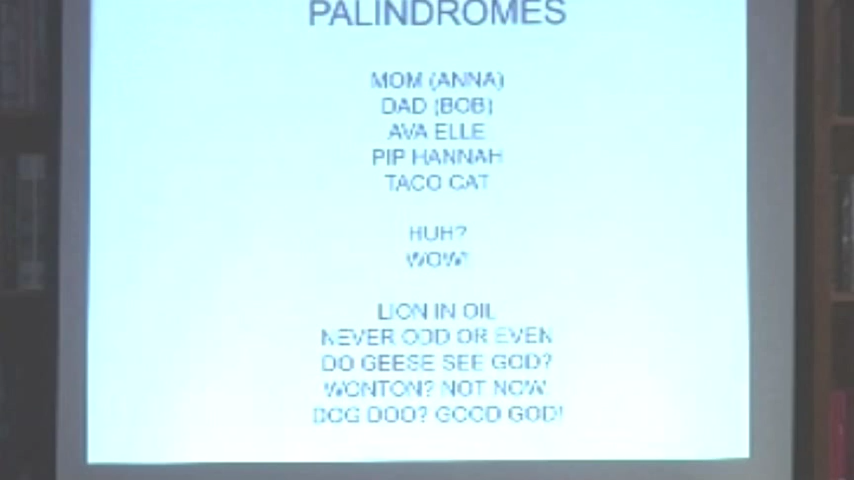 PALINDROMES
MOM (ANNA)
DAD (BOB)
AVA ELLE
PIP HANNAH
TACO CAT
HUH?
WOW!
LION IN OIL
NEVER ODD OR EVEN
DO GEESE SEE GOD?
WONTON? NOT NOW
DOG DOO? GOOD GOD!